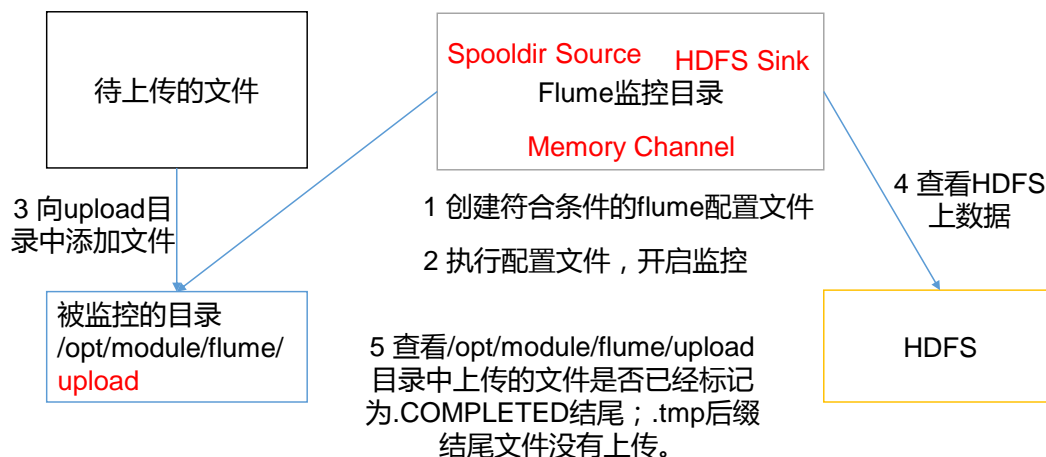 待上传的文件
Spooldir Source
HDFS Sink
Flume监控目录
Memory Channel
3 向upload目
录中添加文件
1 创建符合条件的flume配置文件
2 执行配置文件，开启监控
4 查看HDFS
上数据
被监控的目录
/opt/module/flume/
upload
5 查看/opt/module/flume/upload
目录中上传的文件是否已经标记
为.COMPLETED结尾；.tmp后缀
结尾文件没有上传。
HDFS